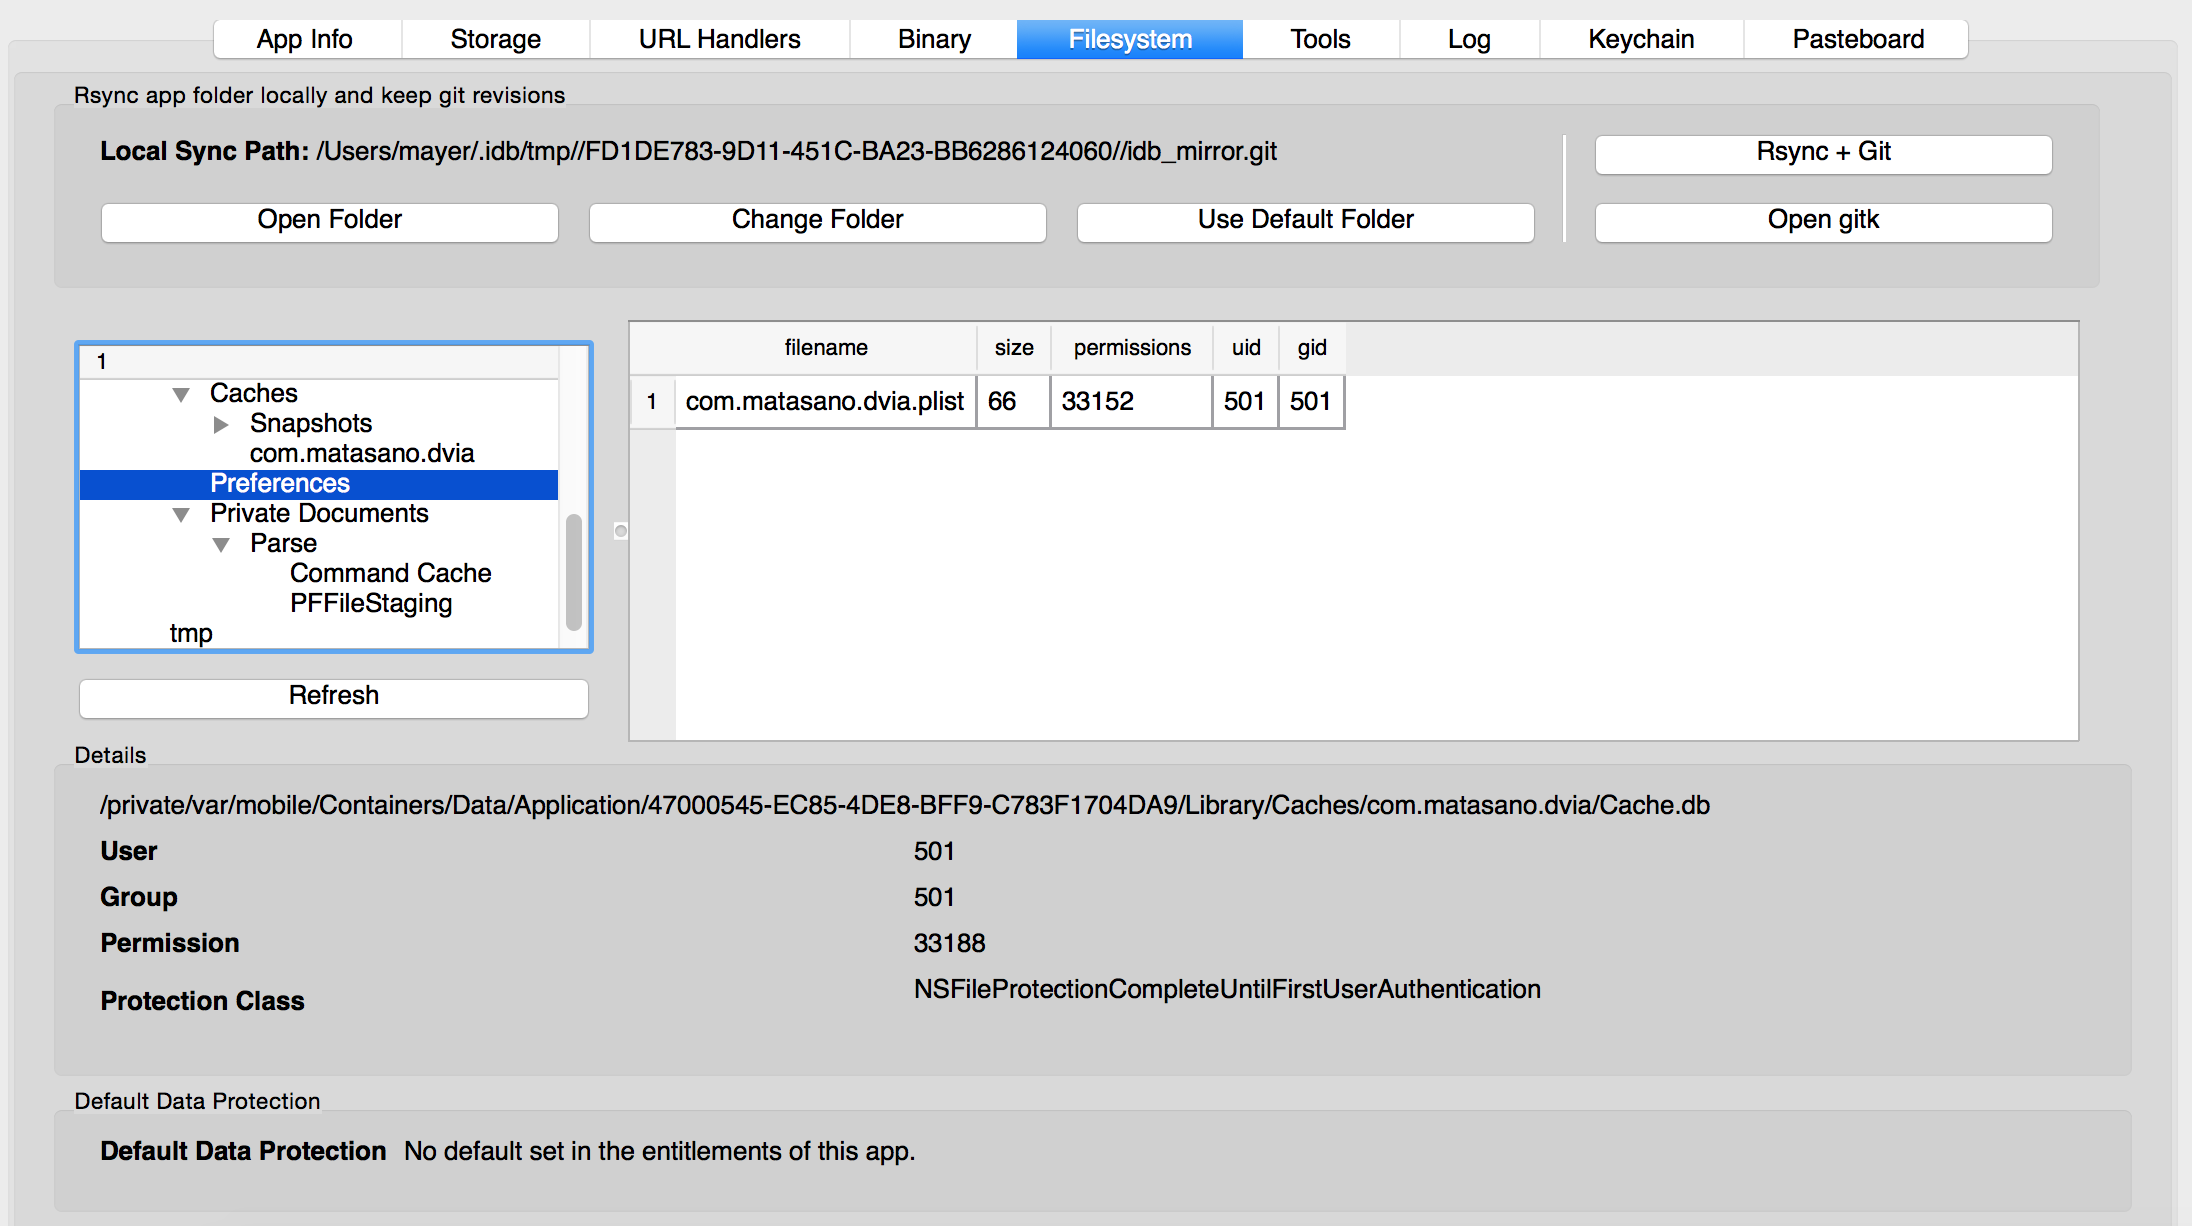 App Info Storage URL Handlers Binary Filesystem Tools Log Keychain Pasteboard
Rsync app folder locally and keep git revisions
Local Sync Path: /Users/mayer/.idb/tmp//FD1DE783-9D11-451C-BA23-BB6286124060//idb_mirror.git
Rsync + Git
Open Folder Change Folder Use Default Folder Open gitk
1
Caches
Snapshots
com.matasano.dvia
Preferences
Private Documents
Parse
Command Cache
PFFileStaging
tmp
Refresh
filename size permissions uid gid
1 com.matasano.dvia.plist 66 33152 501 501
Details
/private/var/mobile/Containers/Data/Application/47000545-EC85-4DE8-BFF9-C783F1704DA9/Library/Caches/com.matasano.dvia/Cache.db
User 501
Group 501
Permission 33188
Protection Class NSFileProtectionCompleteUntilFirstUserAuthentication
Default Data Protection
Default Data Protection No default set in the entitlements of this app.